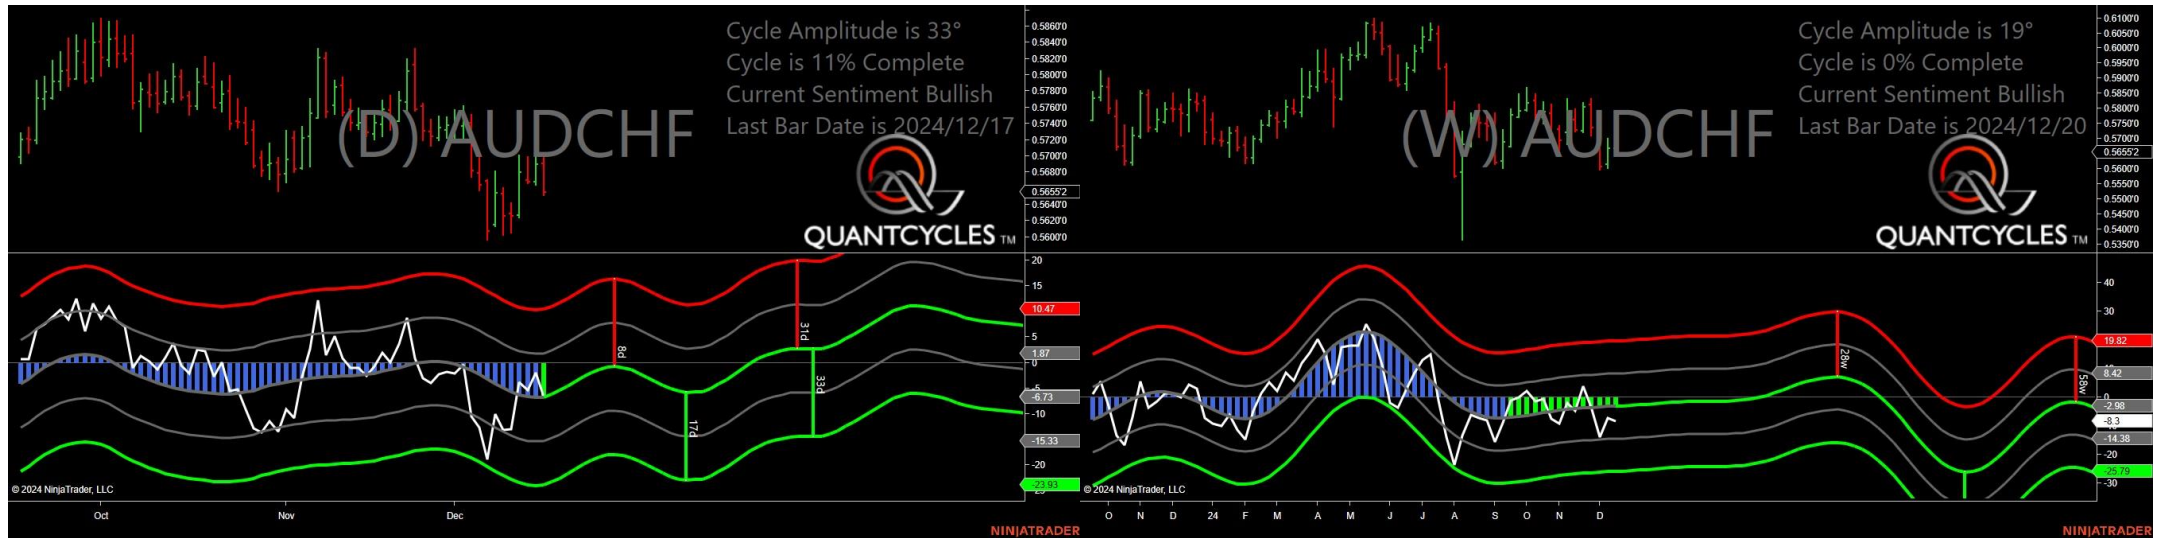 Cycle Amplitude is 33°
Cycle is 11% Complete
Current Sentiment Bullish
Last Bar Date is 2024/12/17
(D) AUDCHF
QUANTCYCLES TM
0.5860'0
0.5840'0
0.5820'0
0.5800'0
0.5780'0
0.5760'0
0.5740'0
0.5720'0
0.5700'0
0.5680'0
0.5655'2
0.5640'0
0.5620'0
0.5600'0
20
15
10.47
5
1.87
0
-5
-6.73
-10
-15.33
-20
-23.93
8d
17d
31d
33d
© 2024 NinjaTrader, LLC
Oct Nov Dec
NINJATRADER
Cycle Amplitude is 19°
Cycle is 0% Complete
Current Sentiment Bullish
Last Bar Date is 2024/12/20
(W) AUDCHF
QUANTCYCLES TM
0.6100'0
0.6050'0
0.6000'0
0.5950'0
0.5900'0
0.5850'0
0.5800'0
0.5750'0
0.5700'0
0.5655'2
0.5600'0
0.5550'0
0.5500'0
0.5450'0
0.5400'0
0.5350'0
40
30
19.82
8.42
0
-2.98
-8.3
-14.38
-20
-25.79
-30
28w
58w
© 2024 NinjaTrader, LLC
O N D 24 F M A M J J A S O N D
NINJATRADER